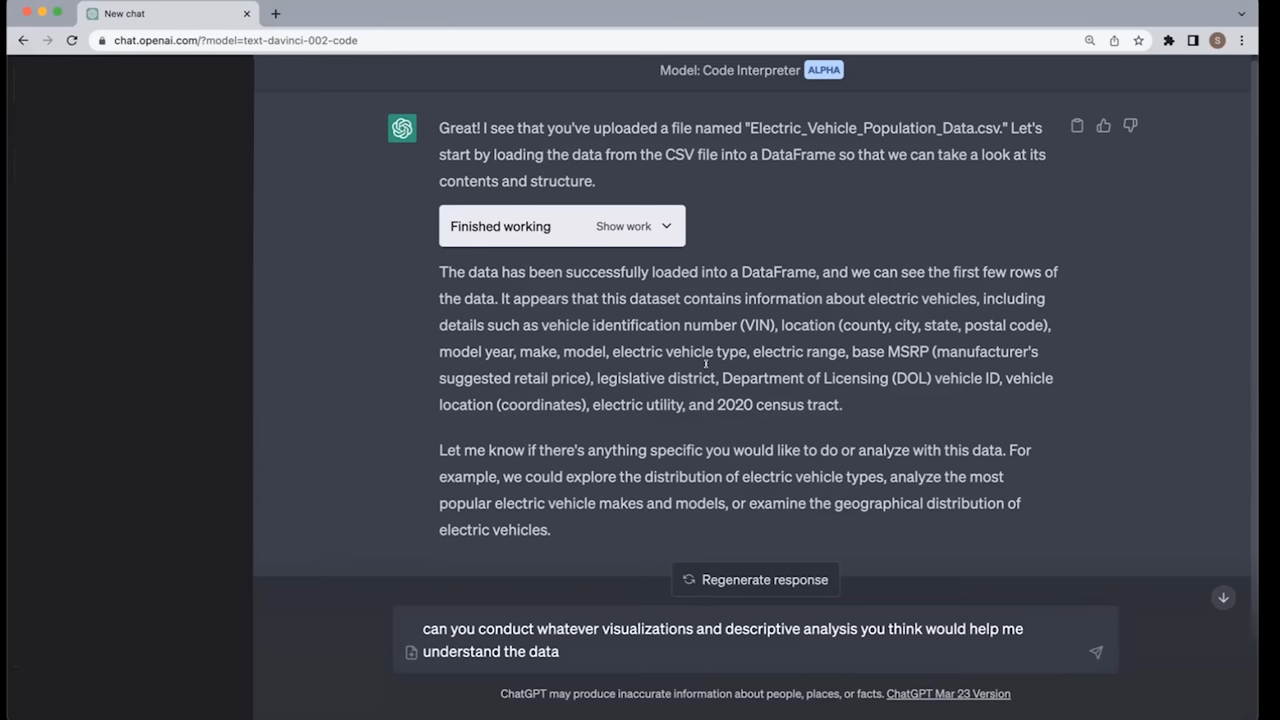 New chat
chat.openai.com/?model=text-davinci-002-code
S
Model: Code Interpreter ALPHA
Great! I see that you've uploaded a file named "Electric_Vehicle_Population_Data.csv." Let's
start by loading the data from the CSV file into a DataFrame so that we can take a look at its
contents and structure.
Finished working Show work
The data has been successfully loaded into a DataFrame, and we can see the first few rows of
the data. It appears that this dataset contains information about electric vehicles, including
details such as vehicle identification number (VIN), location (county, city, state, postal code),
model year, make, model, electric vehicle type, electric range, base MSRP (manufacturer's
suggested retail price), legislative district, Department of Licensing (DOL) vehicle ID, vehicle
location (coordinates), electric utility, and 2020 census tract.
Let me know if there's anything specific you would like to do or analyze with this data. For
example, we could explore the distribution of electric vehicle types, analyze the most
popular electric vehicle makes and models, or examine the geographical distribution of
electric vehicles.
Regenerate response
can you conduct whatever visualizations and descriptive analysis you think would help me
understand the data
ChatGPT may produce inaccurate information about people, places, or facts. ChatGPT Mar 23 Version